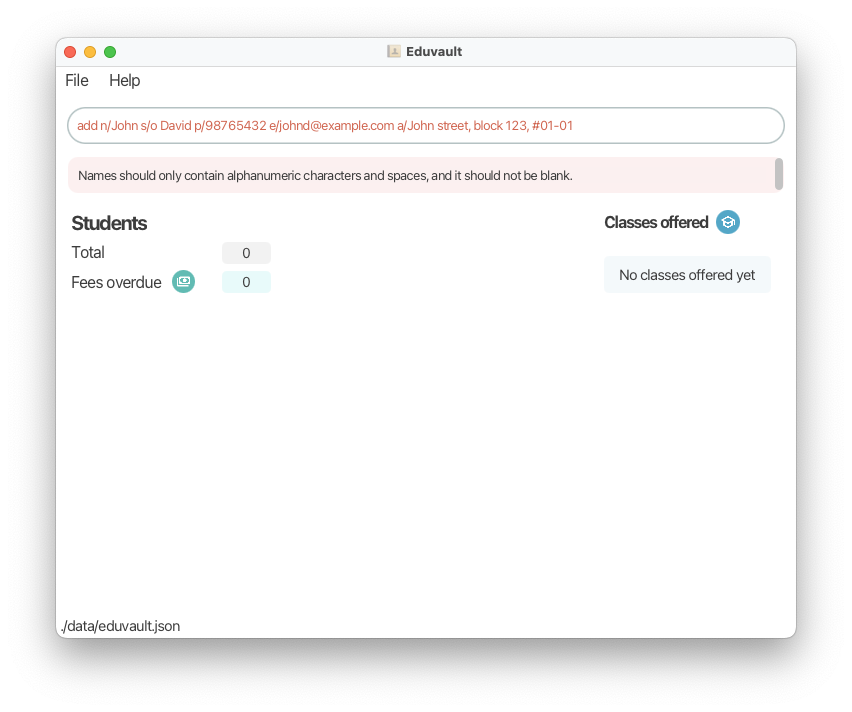 Eduvault
File Help
add n/John s/o David p/98765432 e/johnd@example.com a/John street, block 123, #01-01
Names should only contain alphanumeric characters and spaces, and it should not be blank.
Students
Total 0
Fees overdue 0
Classes offered
No classes offered yet
./data/eduvault.json